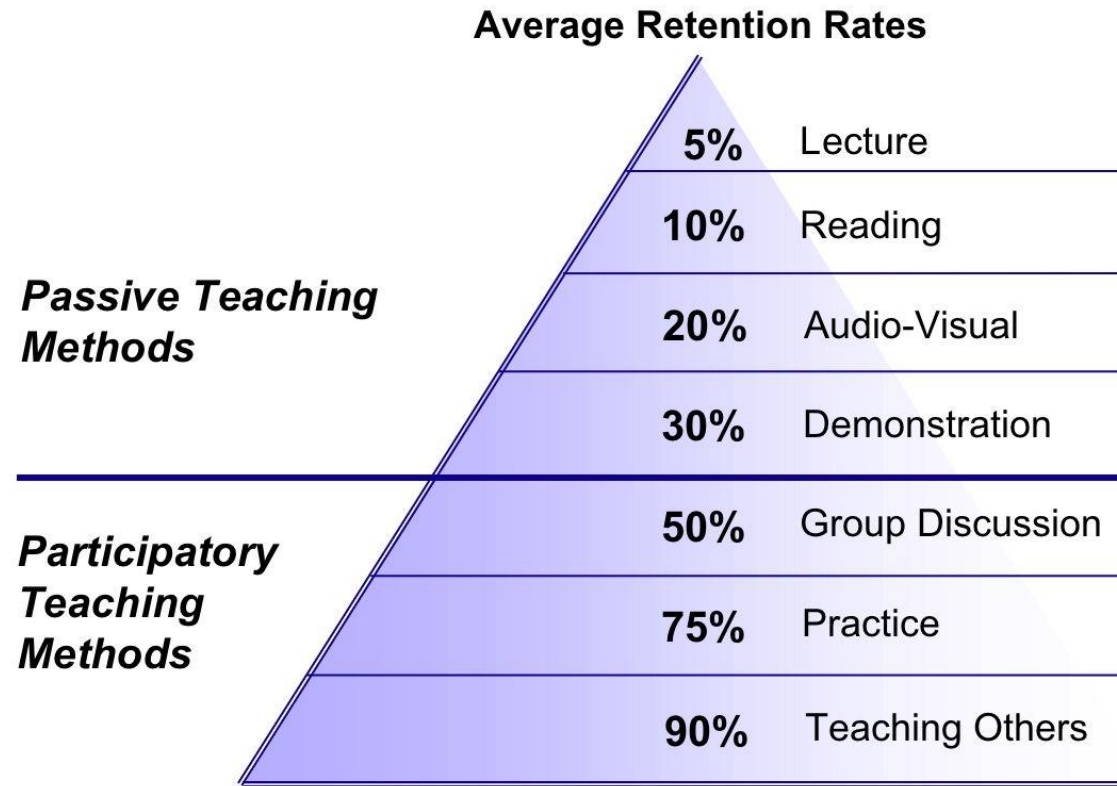 Average Retention Rates
5% Lecture
10% Reading
20% Audio-Visual
30% Demonstration
Passive Teaching
Methods
50% Group Discussion
75% Practice
90% Teaching Others
Participatory
Teaching
Methods